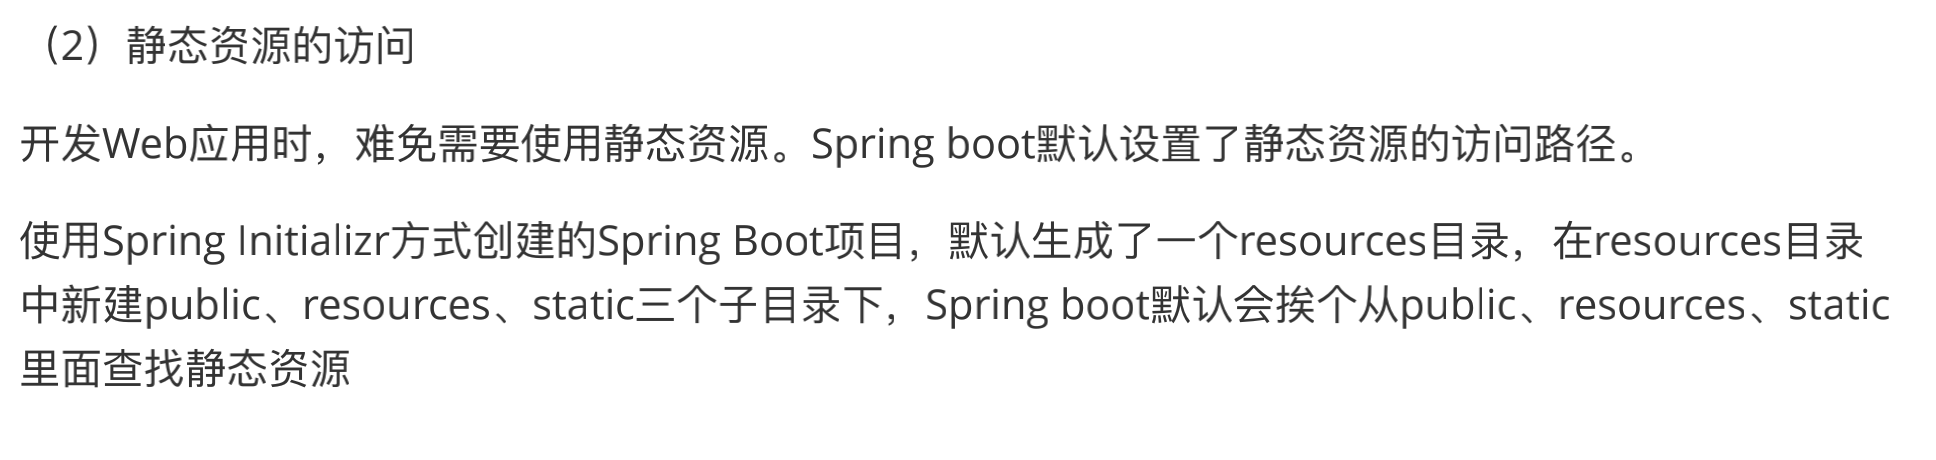 （2）静态资源的访问
开发Web应用时，难免需要使用静态资源。Spring boot默认设置了静态资源的访问路径。
使用Spring Initializr方式创建的Spring Boot项目，默认生成了一个resources目录，在resources目录
中新建public、resources、static三个子目录下，Spring boot默认会挨个从public、resources、static
里面查找静态资源